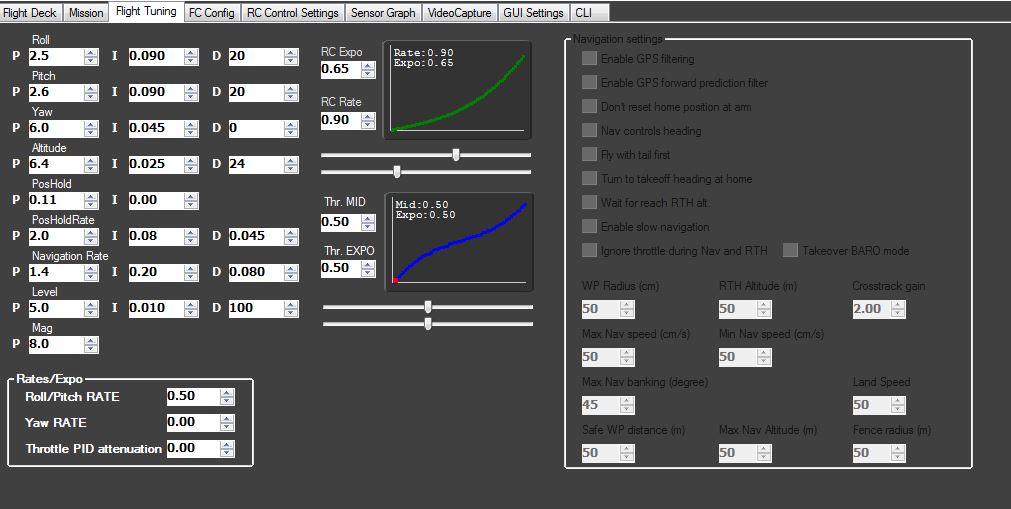 Flight Deck Mission Flight Tuning FC Config RC Control Settings Sensor Graph VideoCapture GUI Settings CLI
Roll
P 2.5 I 0.090 D 20
Pitch
P 2.6 I 0.090 D 20
Yaw
P 6.0 I 0.045 D 0
Altitude
P 6.4 I 0.025 D 24
PosHold
P 0.11 I 0.00
PosHoldRate
P 2.0 I 0.08 D 0.045
Navigation Rate
P 1.4 I 0.20 D 0.080
Level
P 5.0 I 0.010 D 100
Mag
P 8.0
Rates/Expo
Roll/Pitch RATE 0.50
Yaw RATE 0.00
Throttle PID attenuation 0.00
RC Expo
0.65
RC Rate
0.90
Rate:0.90
Expo:0.65
Thr. MID
0.50
Thr. EXPO
0.50
Mid:0.50
Expo:0.50
Navigation settings
Enable GPS filtering
Enable GPS forward prediction filter
Don't reset home position at arm
Nav controls heading
Fly with tail first
Turn to takeoff heading at home
Wait for reach RTH alt.
Enable slow navigation
Ignore throttle during Nav and RTH Takeover BARO mode
WP Radius (cm) RTH Altitude (m) Crosstrack gain
50 50 2.00
Max Nav speed (cm/s) Min Nav speed (cm/s)
50 50
Max Nav banking (degree) Land Speed
45 50
Safe WP distance (m) Max Nav Altitude (m) Fence radius (m)
50 50 50